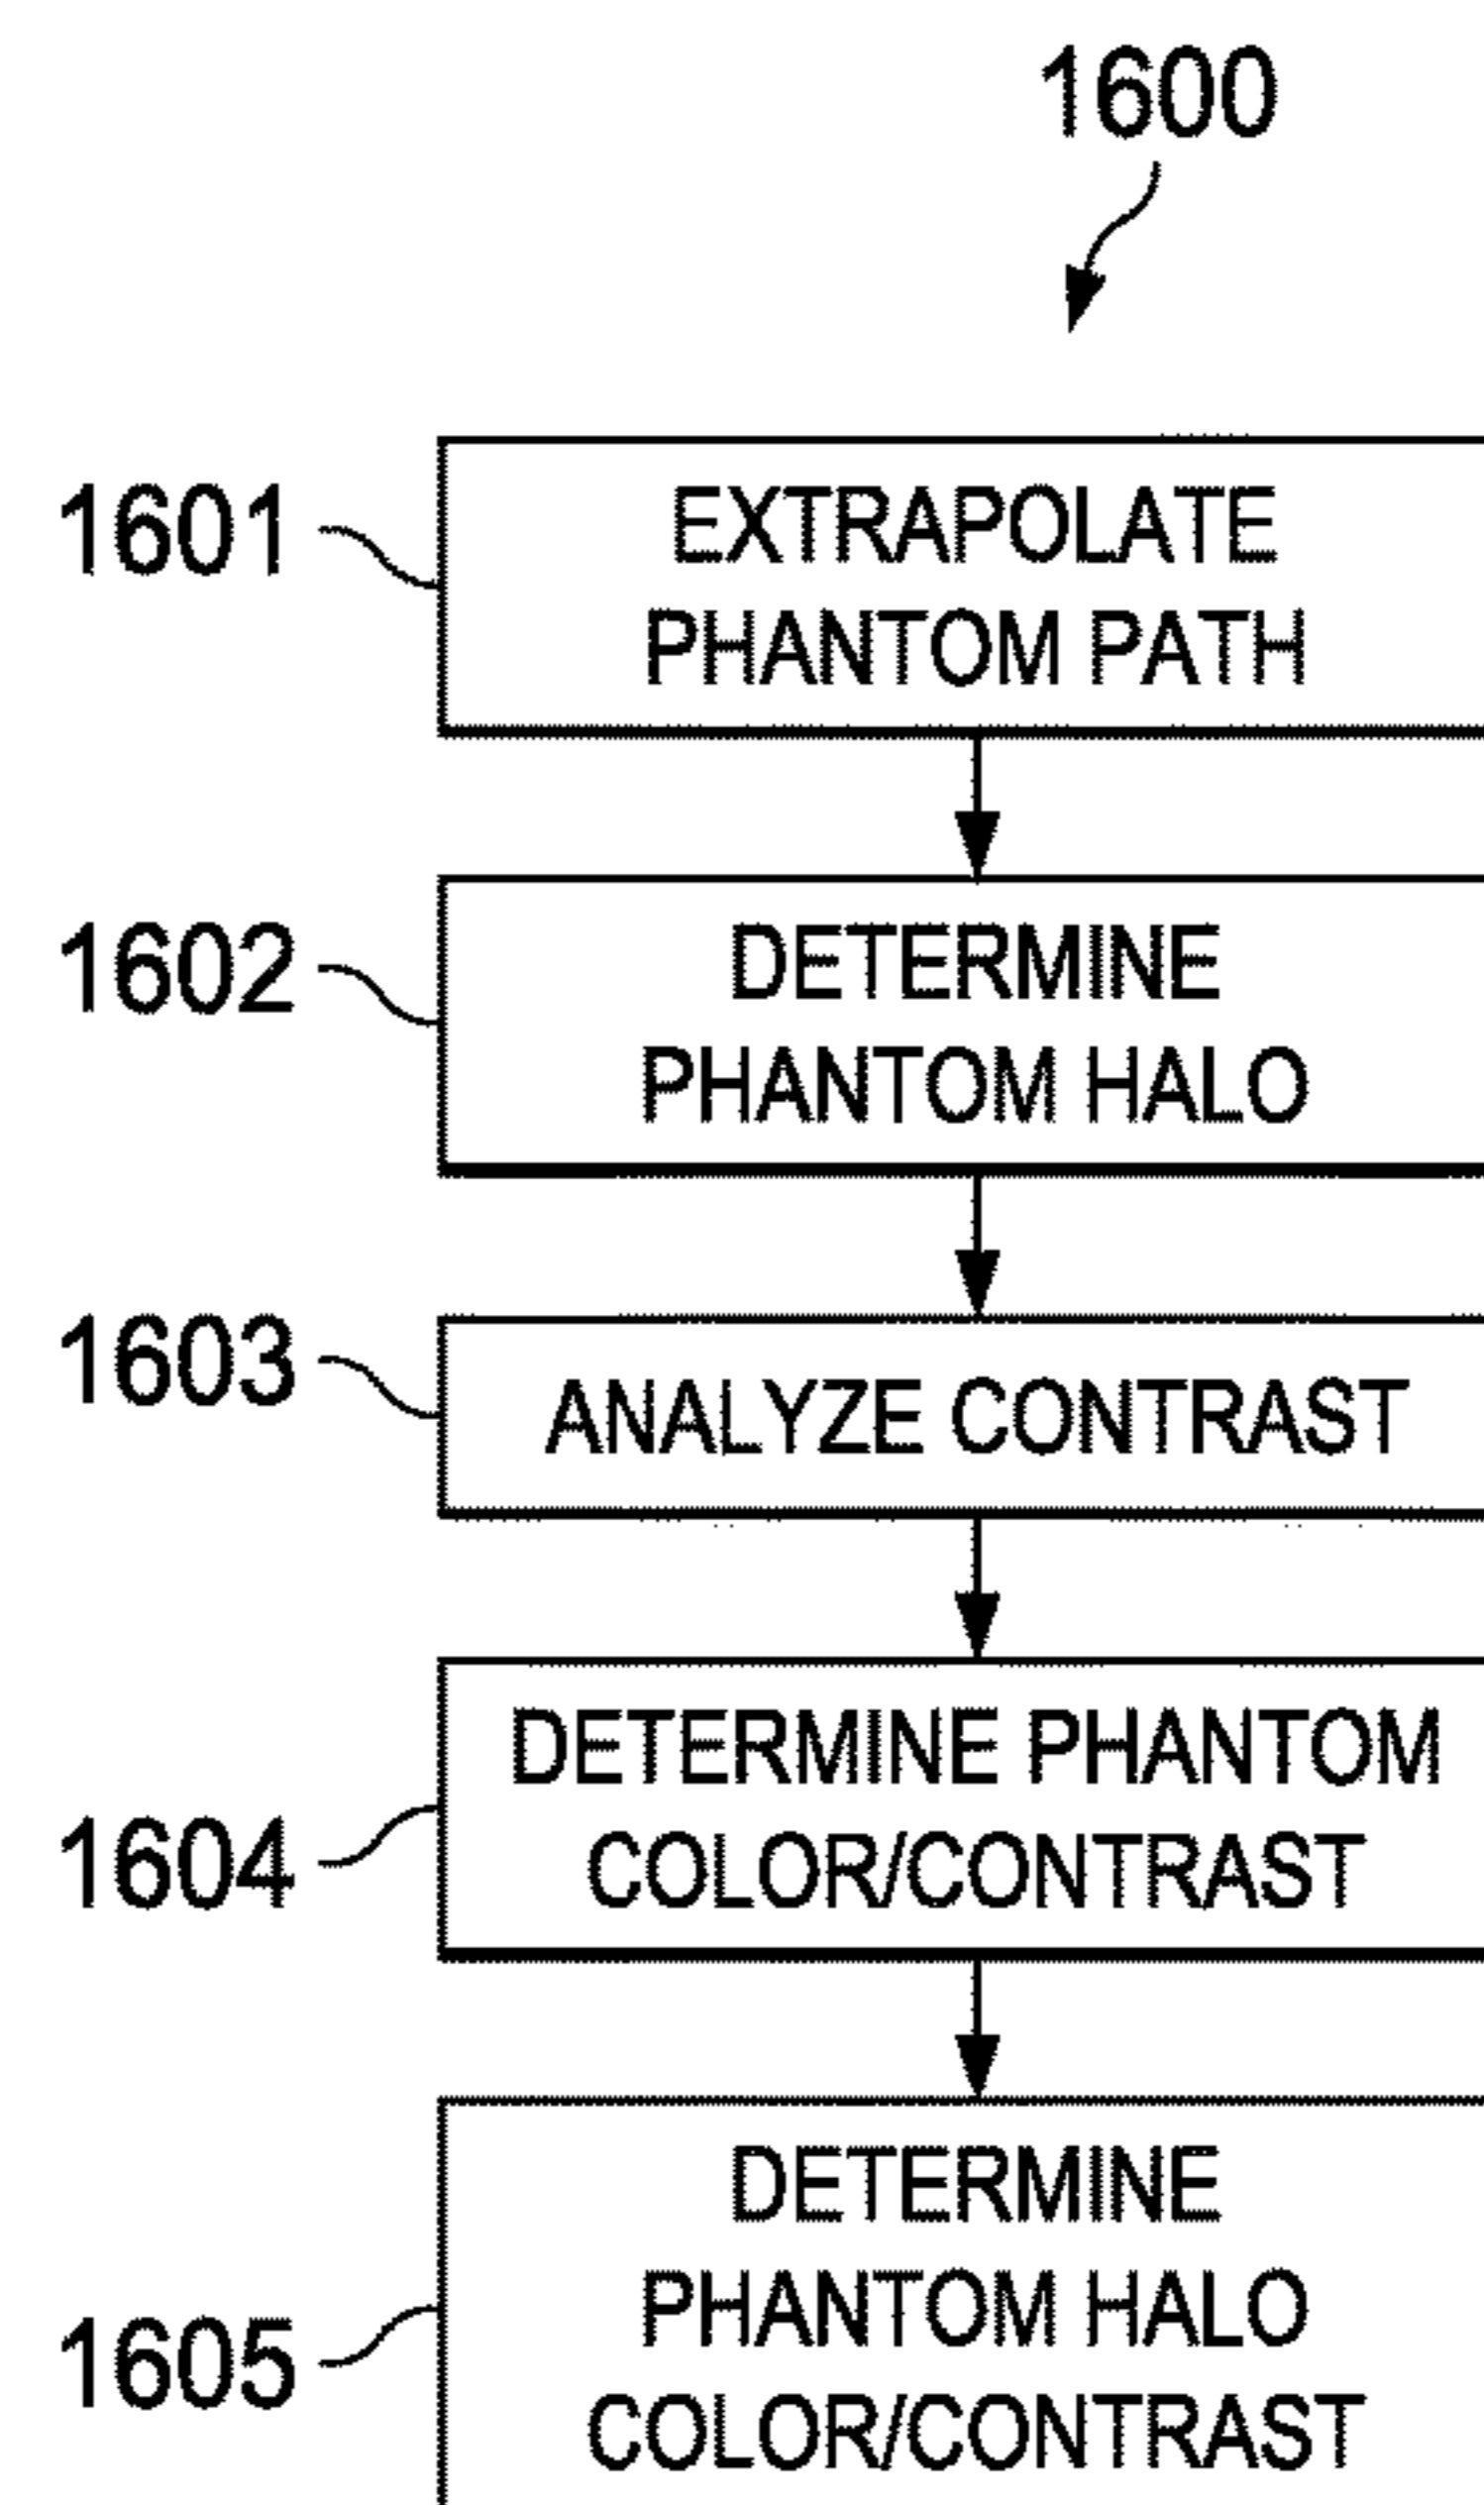 1600
1601
EXTRAPOLATE
PHANTOM PATH
1602
DETERMINE
PHANTOM HALO
1603
ANALYZE CONTRAST
1604
DETERMINE PHANTOM
COLOR/CONTRAST
1605
DETERMINE
PHANTOM HALO
COLOR/CONTRAST